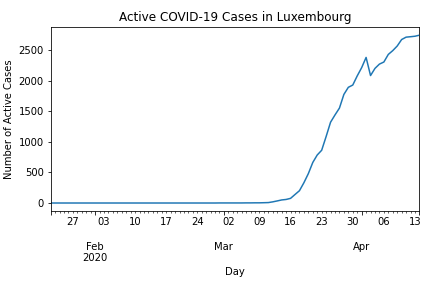 Active COVID-19 Cases in Luxembourg
Number of Active Cases
2500
2000
1500
1000
500
0
27 03 10 17 24 02 09 16 23 30 06 13
Feb Mar Apr
2020
Day